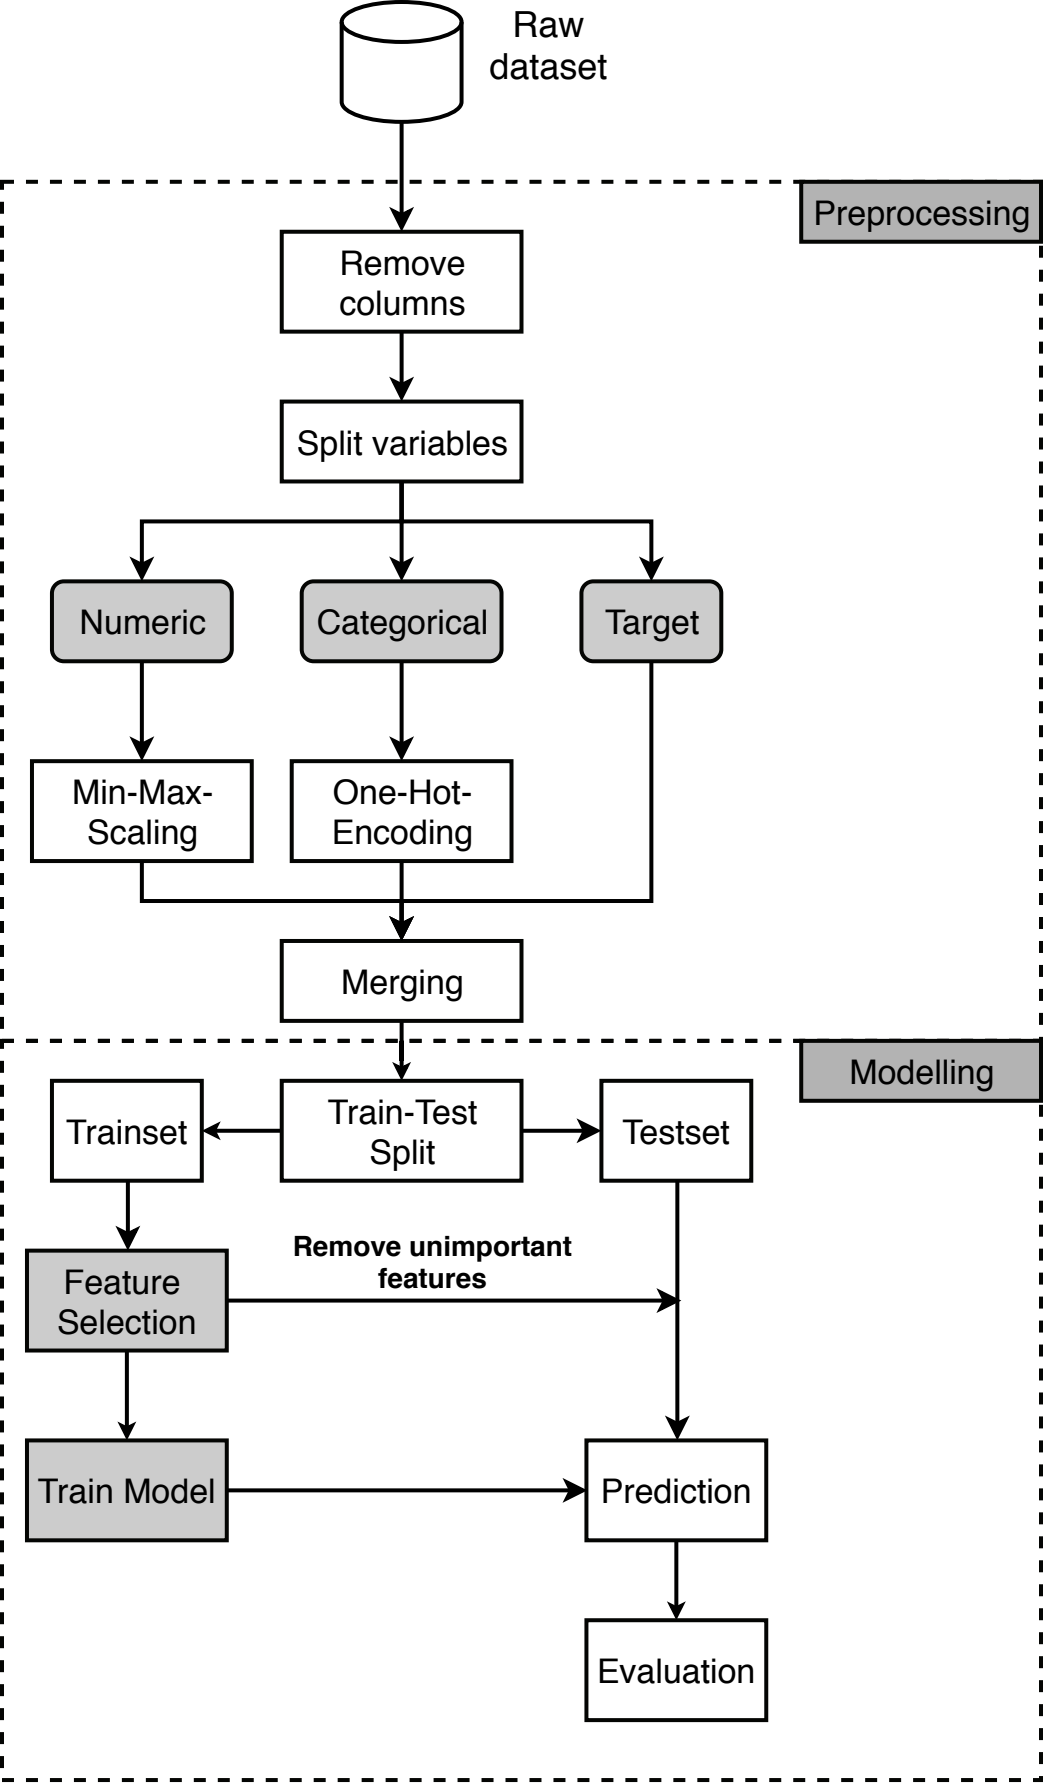 Raw
dataset
Preprocessing
Remove
columns
Split variables
Numeric
Categorical
Target
Min-Max-
Scaling
One-Hot-
Encoding
Merging
Modelling
Trainset
Train-Test
Split
Testset
Remove unimportant
features
Feature
Selection
Train Model
Prediction
Evaluation